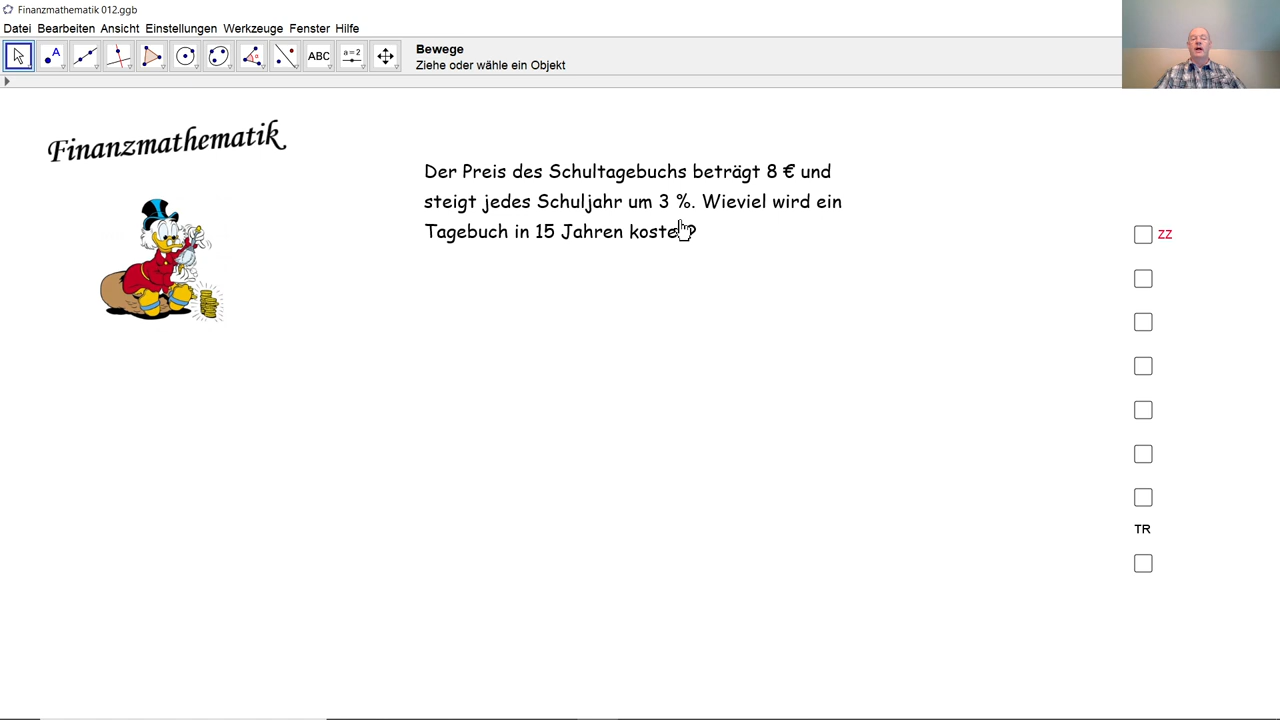 Finanzmathematik 012.ggb
Datei Bearbeiten Ansicht Einstellungen Werkzeuge Fenster Hilfe
A
ABC
a=2
Bewege
Ziehe oder wähle ein Objekt
Finanzmathematik
Der Preis des Schultagebuchs beträgt 8 € und
steigt jedes Schuljahr um 3 %. Wieviel wird ein
Tagebuch in 15 Jahren kosten?
zz
TR